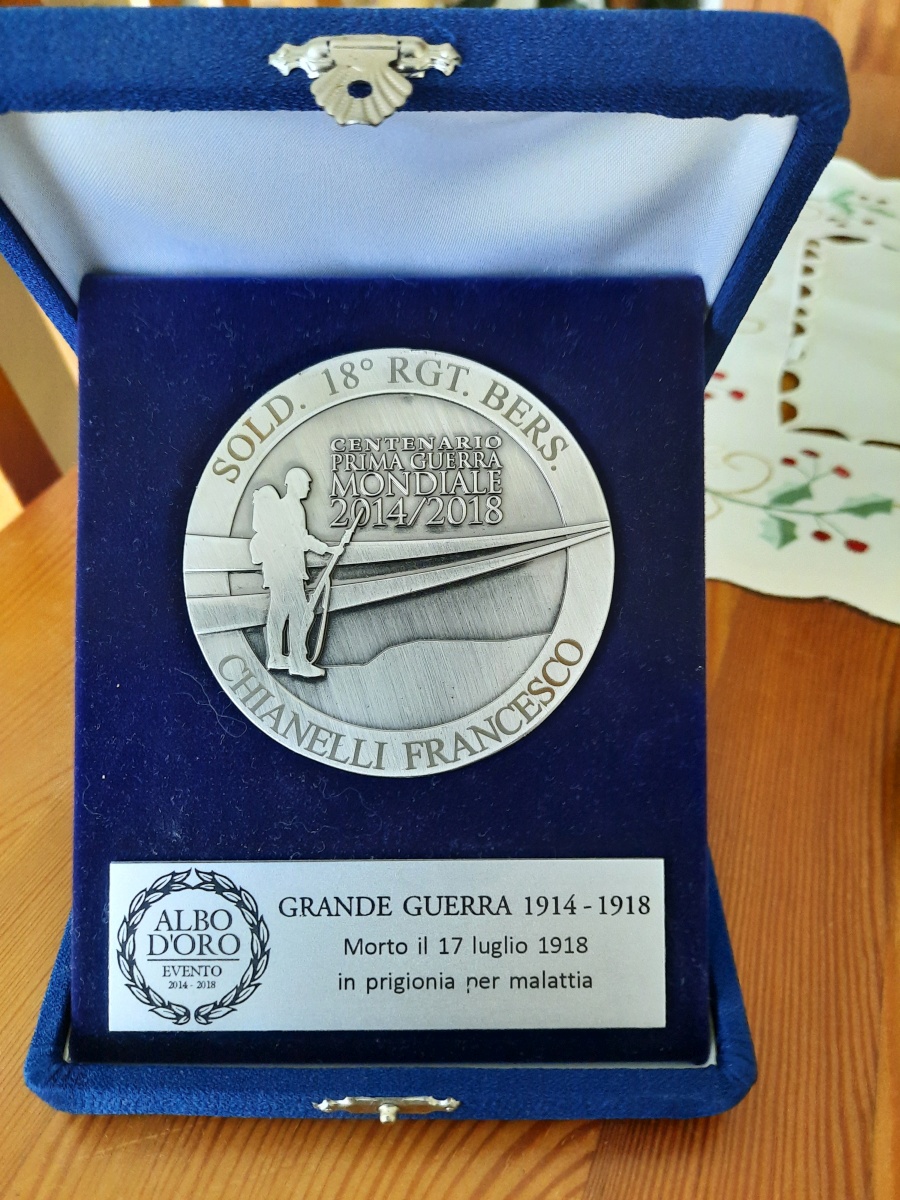 SOLD. 18° RGT. BERS.
CENTENARIO
PRIMA GUERRA
MONDIALE
2014/2018
CHIANELLI FRANCESCO
ALBO
D'ORO
EVENTO
2014 - 2018
GRANDE GUERRA 1914 - 1918
Morto il 17 luglio 1918
in prigionia per malattia